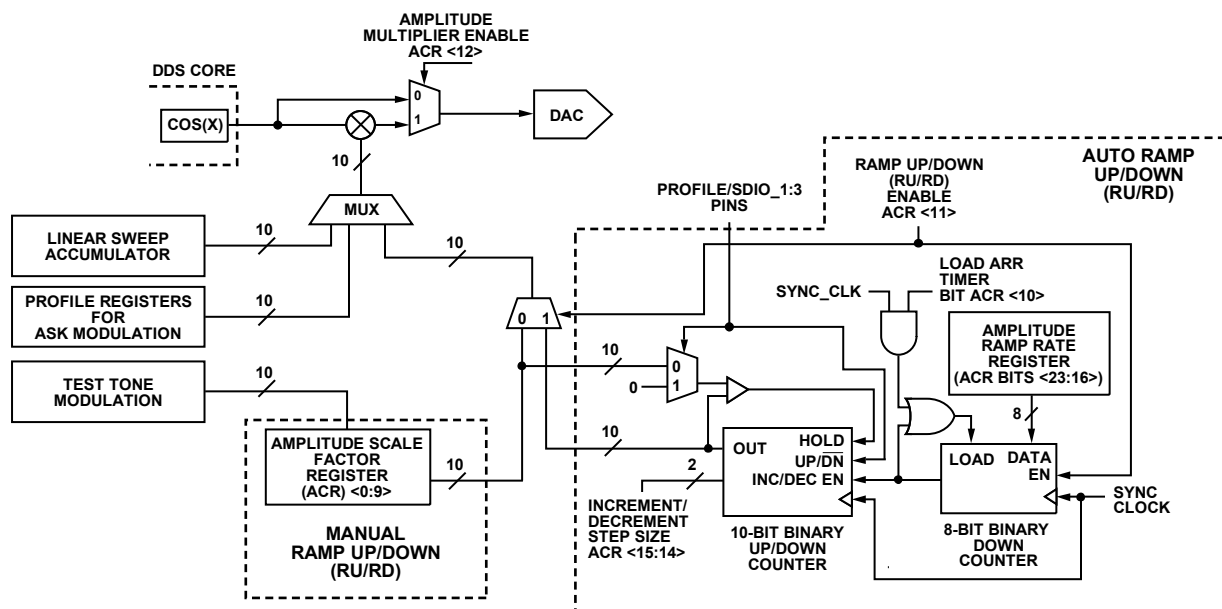 AMPLITUDE
MULTIPLIER ENABLE
ACR <12>
DDS CORE
COS(X)
0
1
DAC
10
MUX
LINEAR SWEEP
ACCUMULATOR
10
10
PROFILE REGISTERS
FOR
ASK MODULATION
10
TEST TONE
MODULATION
10
AMPLITUDE SCALE
FACTOR
REGISTER
(ACR) <0:9>
10
MANUAL
RAMP UP/DOWN
(RU/RD)
0 1
AUTO RAMP
UP/DOWN
(RU/RD)
PROFILE/SDIO_1:3
PINS
RAMP UP/DOWN
(RU/RD)
ENABLE
ACR <11>
SYNC_CLK
LOAD ARR
TIMER
BIT ACR <10>
AMPLITUDE
RAMP RATE
REGISTER
(ACR BITS <23:16>)
8
10
0
0
1
10
2
INCREMENT/
DECREMENT
STEP SIZE
ACR <15:14>
OUT
HOLD
UP/DN
INC/DEC EN
10-BIT BINARY
UP/DOWN
COUNTER
LOAD
DATA
EN
8-BIT BINARY
DOWN
COUNTER
SYNC
CLOCK